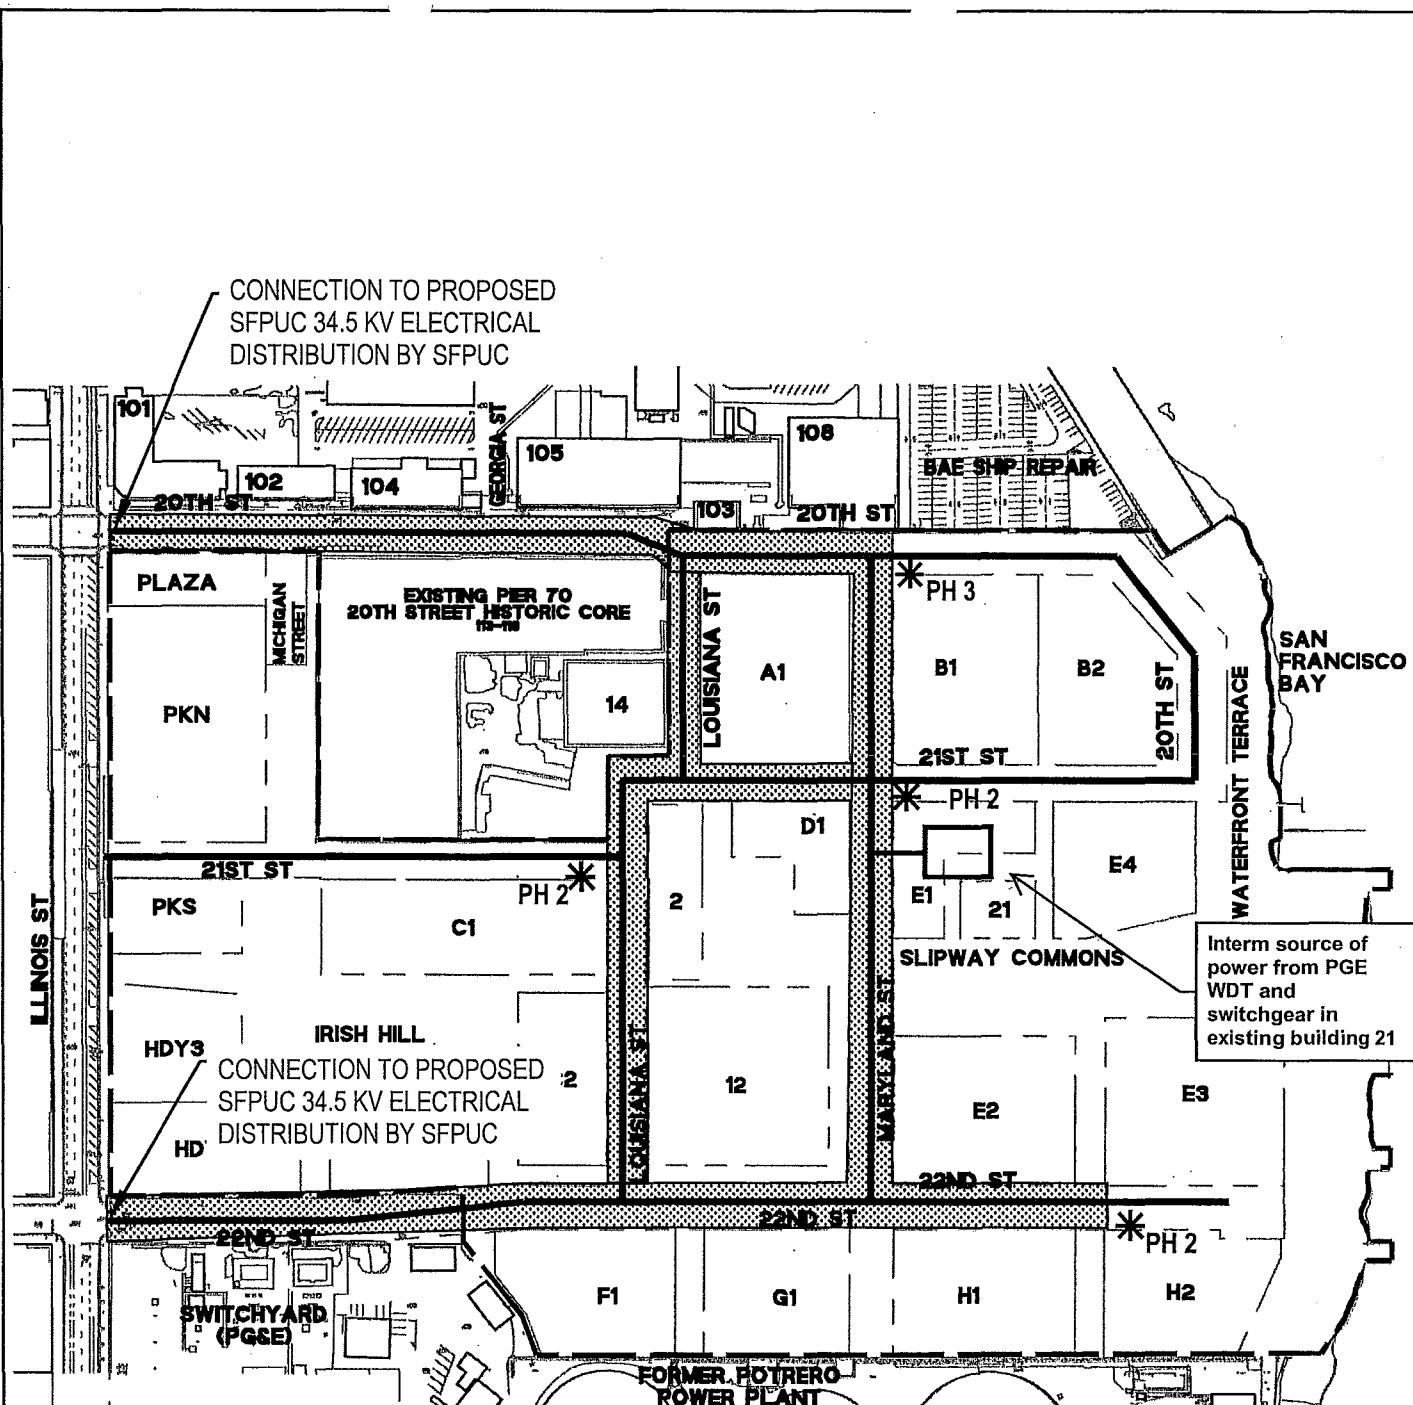 CONNECTION TO PROPOSED
SFPUC 34.5 KV ELECTRICAL
DISTRIBUTION BY SFPUC
101
102
104
GEORGIA ST
105
103
108
BAE SHIP REPAIR
20TH ST
20TH ST
PLAZA
MICHIGAN
STREET
EXISTING PIER 70
20TH STREET HISTORIC CORE
LOUISIANA ST
A1
PH 3
B1
B2
20TH ST
SAN
FRANCISCO
BAY
WATERFRONT TERRACE
PKN
14
21ST ST
PH 2
D1
21ST ST
PH 2
PKS
C1
2
E1
21
E4
SLIPWAY COMMONS
Interm source of
power from PGE
WDT and
switchgear in
existing building 21
ILLINOIS ST
IRISH HILL
HDY3
CONNECTION TO PROPOSED
SFPUC 34.5 KV ELECTRICAL
DISTRIBUTION BY SFPUC
HD
LOUISIANA ST
12
MARYLAND ST
E2
E3
22ND ST
22ND ST
22ND ST
PH 2
SWITCHYARD
(PG&E)
F1
G1
H1
H2
FORMER POTRERO
POWER PLANT